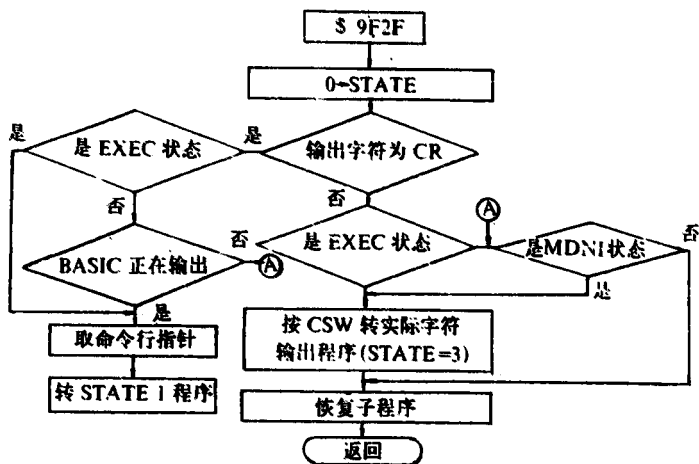 $ 9F2F
0→STATE
是
是 EXEC 状态
是
输出字符为 CR
否
否
Ⓐ
否
BASIC 正在输出
否
Ⓐ
是 EXEC 状态
是MDNI状态
是
是
取命令行指针
按 CSW 转实际字符
输出程序(STATE=3)
转 STATE 1 程序
恢复子程序
返回